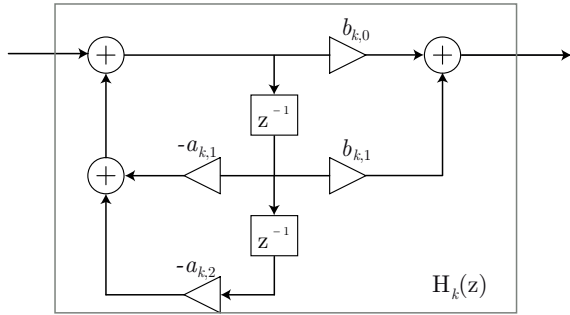 b_{k,0}
+
+
z^{-1}
-a_{k,1}
b_{k,1}
+
z^{-1}
-a_{k,2}
H_k(z)